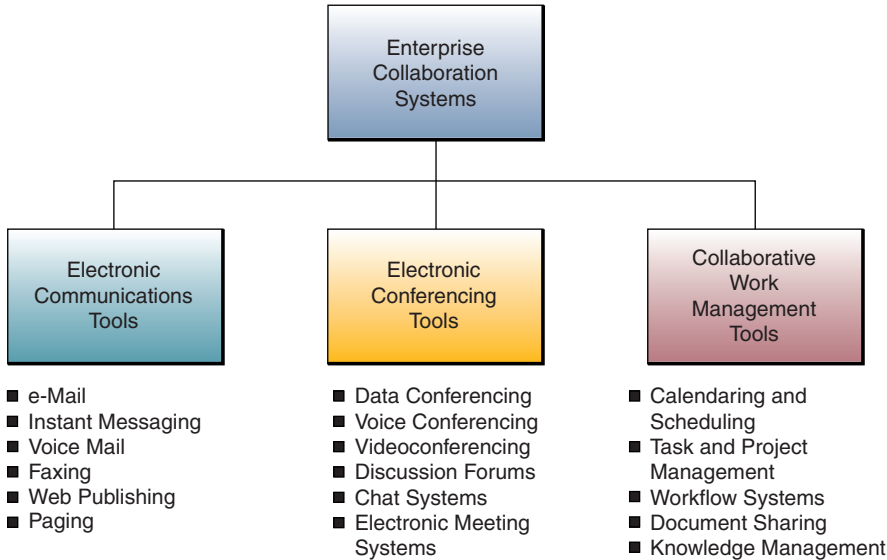 Enterprise
Collaboration
Systems
Electronic
Communications
Tools
Electronic
Conferencing
Tools
Collaborative
Work
Management
Tools
e-Mail
Instant Messaging
Voice Mail
Faxing
Web Publishing
Paging
Data Conferencing
Voice Conferencing
Videoconferencing
Discussion Forums
Chat Systems
Electronic Meeting
Systems
Calendaring and
Scheduling
Task and Project
Management
Workflow Systems
Document Sharing
Knowledge Management